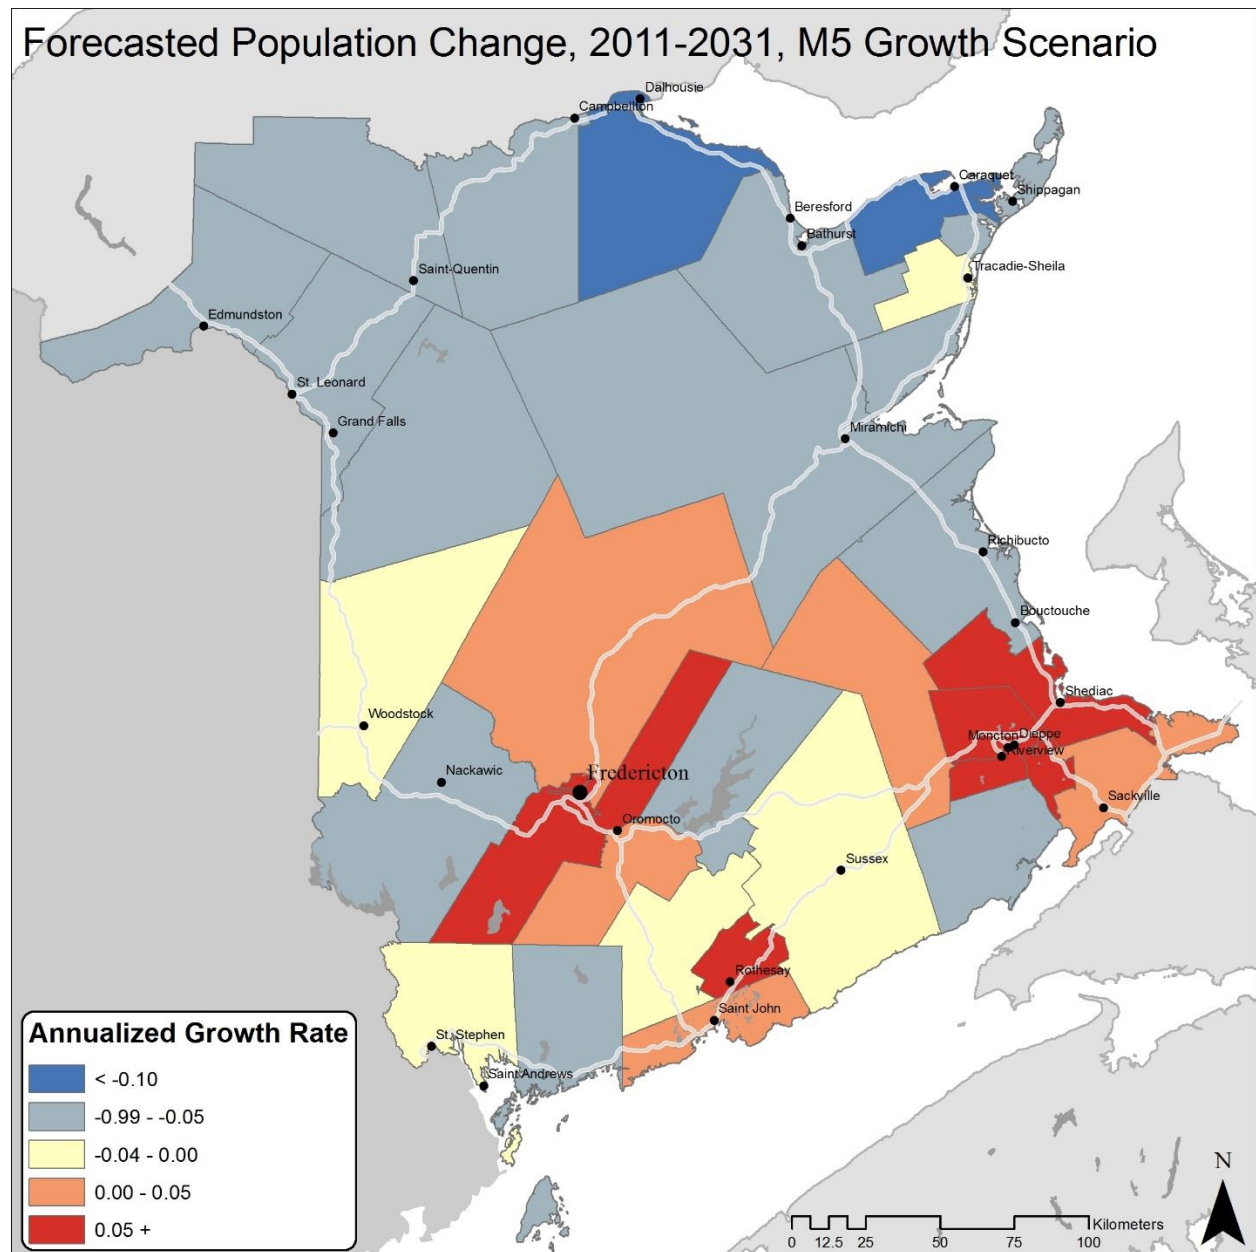 Forecasted Population Change, 2011-2031, M5 Growth Scenario
Dalhousie
Campbellton
Caraquet
Shippagan
Beresford
Bathurst
Tracadie-Sheila
Saint-Quentin
Edmundston
St. Leonard
Grand Falls
Miramichi
Richibucto
Bouctouche
Shediac
Woodstock
Moncton
Dieppe
Riverview
Nackawic
Fredericton
Sackville
Oromocto
Sussex
Rothesay
Saint John
St. Stephen
Saint Andrews
Annualized Growth Rate
< -0.10
-0.99 - -0.05
-0.04 - 0.00
0.00 - 0.05
0.05 +
N
Kilometers
0 12.5 25 50 75 100